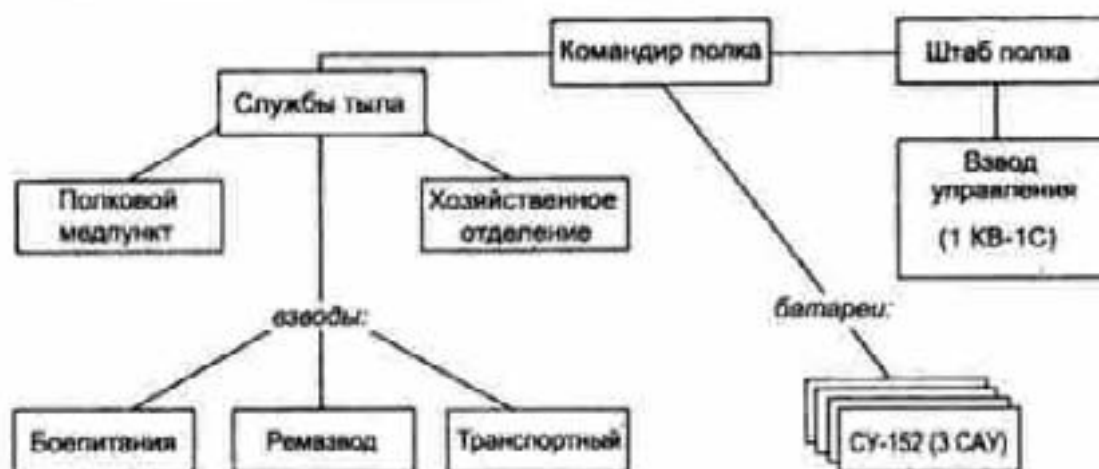 Командир полка
Штаб полка
Службы тыла
Взвод
управления
(1 КВ-1С)
Полковой
медпункт
Хозяйственное
отделение
взводы:
батареи:
Боепитания
Ремвзвод
Транспортный
СУ-152 (3 САУ)